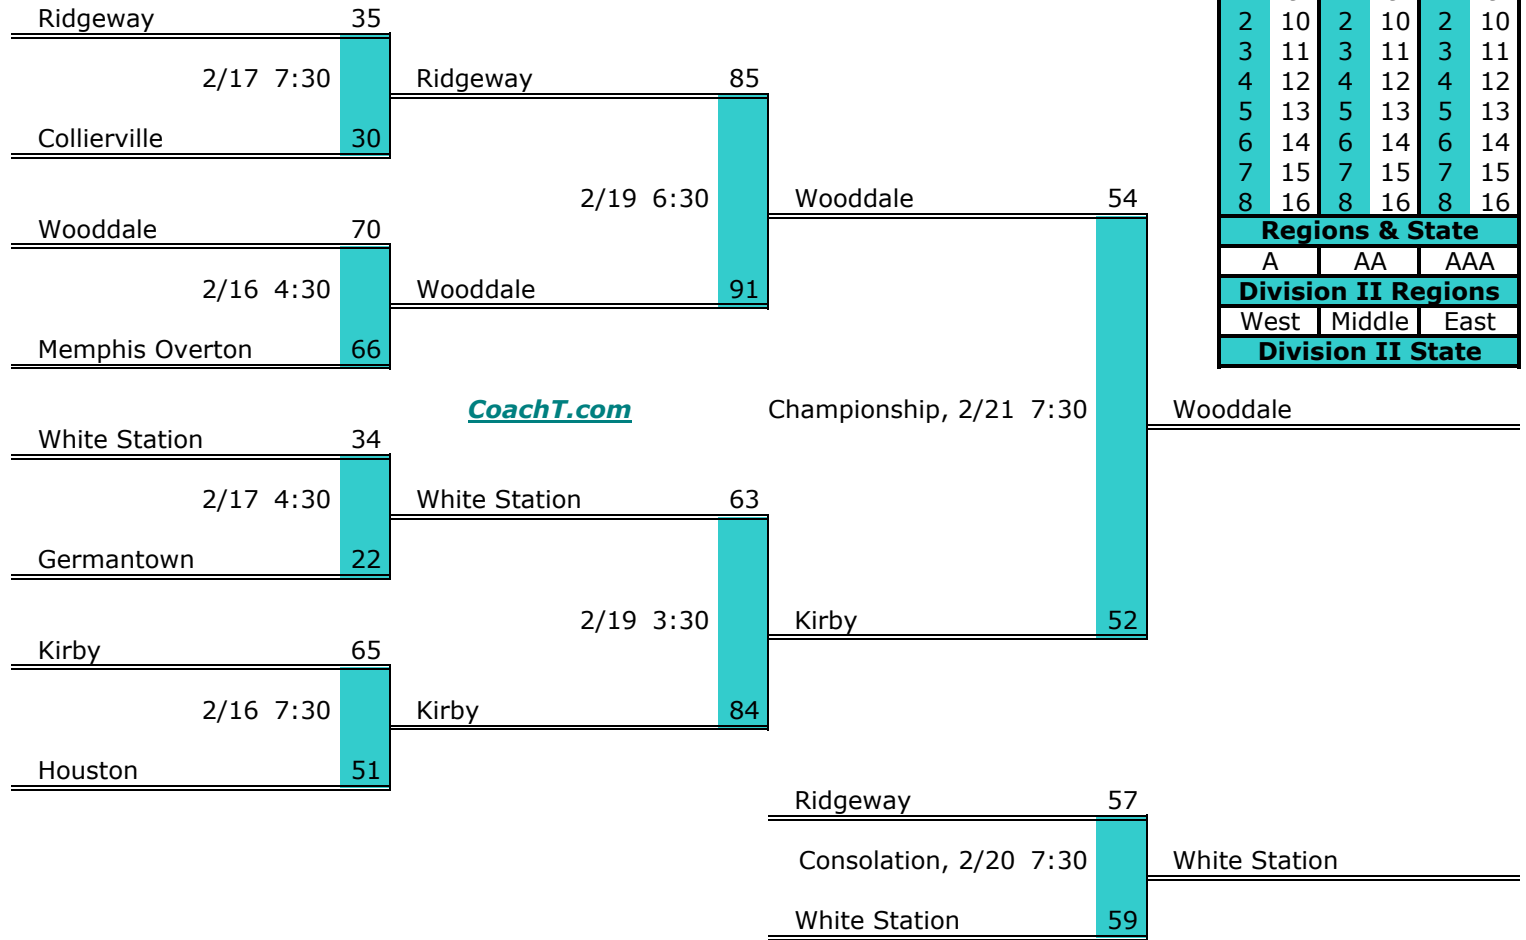 Ridgeway 35
2/17 7:30
Ridgeway 85
Collierville 30
2/19 6:30
Wooddale 54
Wooddale 70
2/16 4:30
Wooddale 91
Memphis Overton 66
CoachT.com
Championship, 2/21 7:30
Wooddale
White Station 34
2/17 4:30
White Station 63
Germantown 22
2/19 3:30
Kirby 52
Kirby 65
2/16 7:30
Kirby 84
Houston 51
Ridgeway 57
Consolation, 2/20 7:30
White Station
White Station 59
2 10 2 10 2 10
3 11 3 11 3 11
4 12 4 12 4 12
5 13 5 13 5 13
6 14 6 14 6 14
7 15 7 15 7 15
8 16 8 16 8 16
Regions & State
A AA AAA
Division II Regions
West Middle East
Division II State